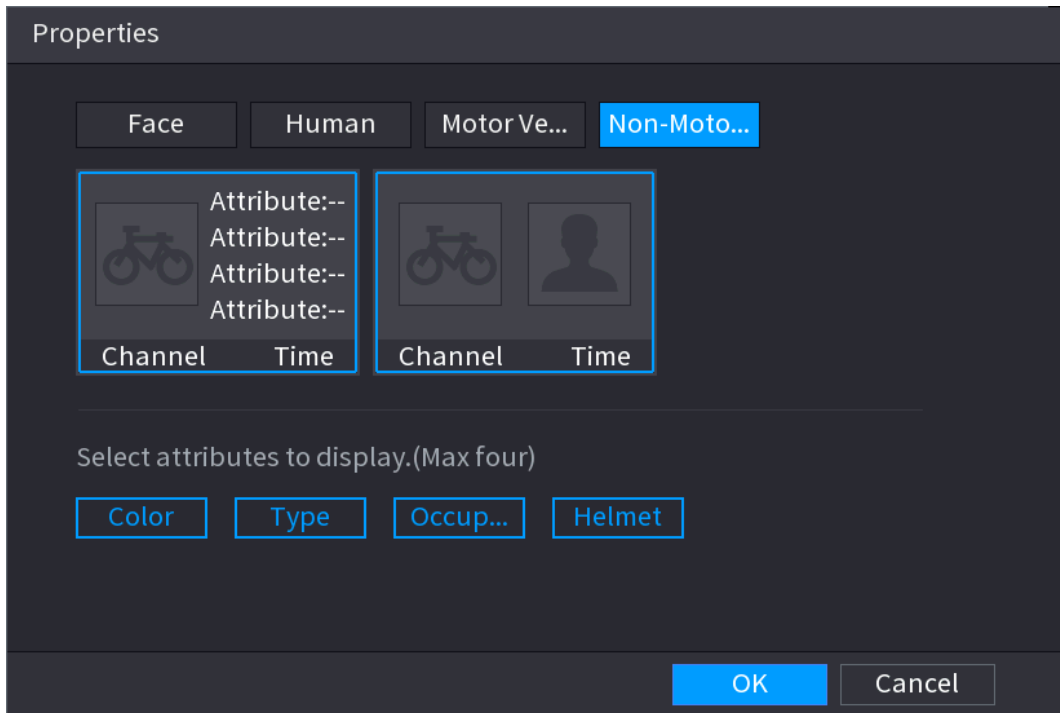 Properties
Face Human Motor Ve... Non-Moto...
Attribute:--
Attribute:--
Attribute:--
Attribute:--
Channel Time Channel Time
Select attributes to display.(Max four)
Color Type Occup... Helmet
OK Cancel